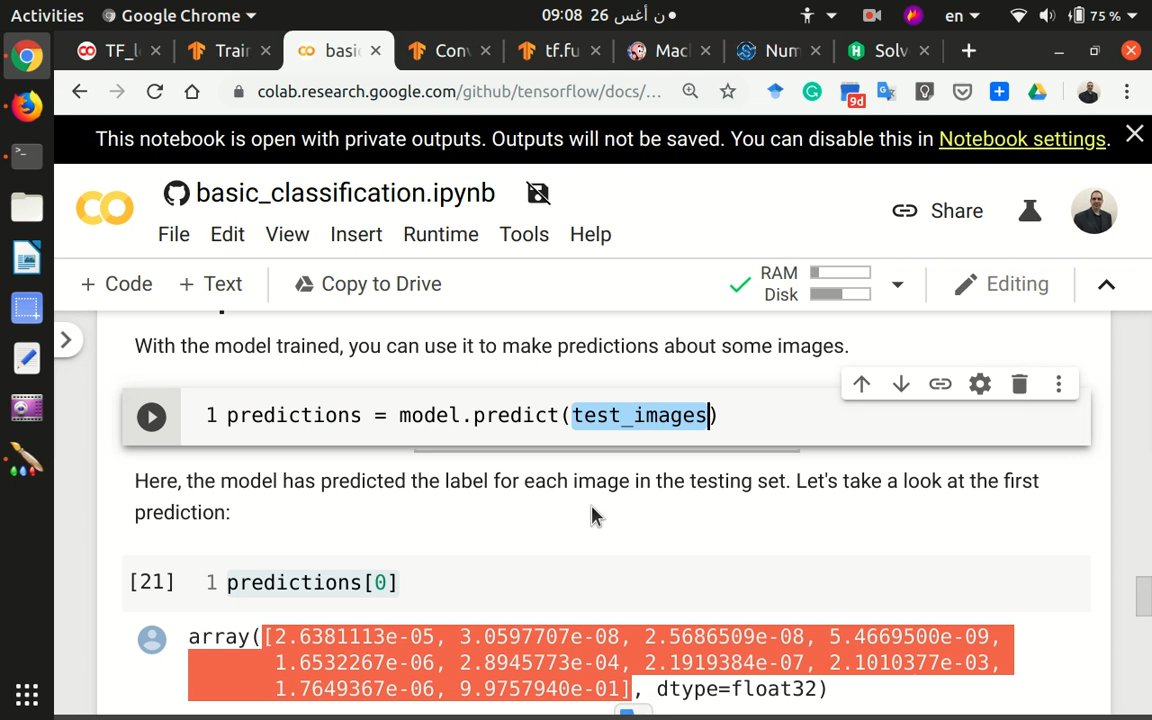 Activities Google Chrome ▾ 09:08 26 ن أغس ● en ▾ 75 % ▾
TF_l × Trair × basic × Conv × tf.fu × Macl × Num × Solv × +
colab.research.google.com/github/tensorflow/docs/... 9d
This notebook is open with private outputs. Outputs will not be saved. You can disable this in Notebook settings.
basic_classification.ipynb
Share
File Edit View Insert Runtime Tools Help
+ Code + Text Copy to Drive RAM Disk Editing
With the model trained, you can use it to make predictions about some images.
1 predictions = model.predict(test_images)
Here, the model has predicted the label for each image in the testing set. Let's take a look at the first
prediction:
[21] 1 predictions[0]
array([2.6381113e-05, 3.0597707e-08, 2.5686509e-08, 5.4669500e-09,
1.6532267e-06, 2.8945773e-04, 2.1919384e-07, 2.1010377e-03,
1.7649367e-06, 9.9757940e-01], dtype=float32)